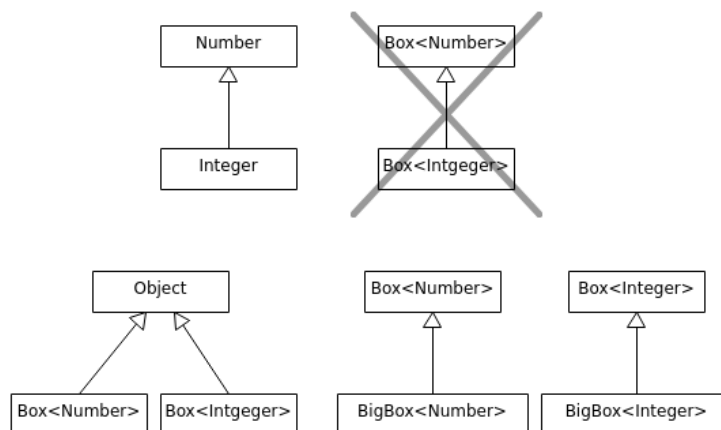 Number
Box<Number>
Integer
Box<Intgeger>
Object
Box<Number>
Box<Integer>
Box<Number>
Box<Intgeger>
BigBox<Number>
BigBox<Integer>